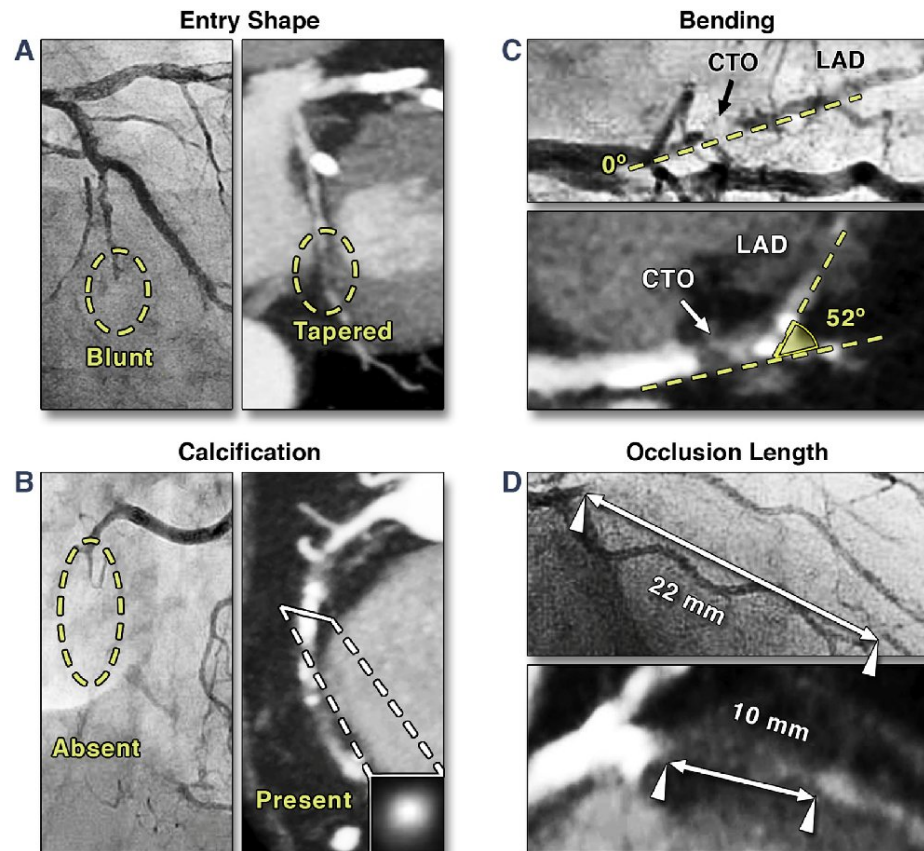 Entry Shape
A
Blunt
Tapered
Calcification
B
Absent
Present
Bending
C
CTO
LAD
0º
LAD
CTO
52º
Occlusion Length
D
22 mm
10 mm